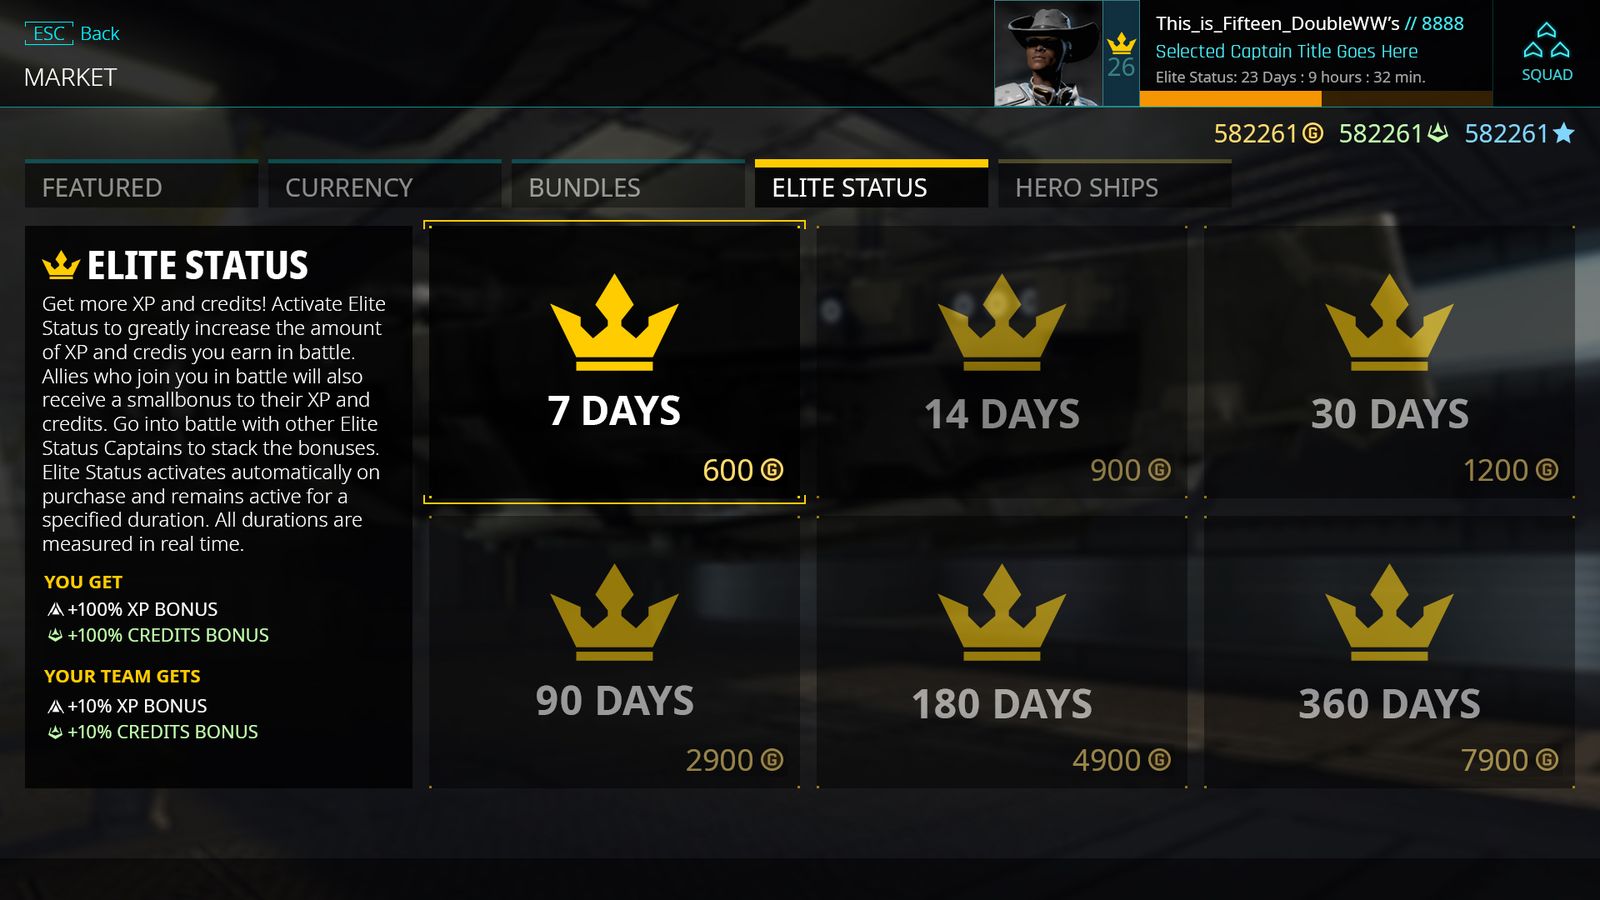 ESC Back
MARKET
26
This_is_Fifteen_DoubleWW's // 8888
Selected Captain Title Goes Here
Elite Status: 23 Days : 9 hours : 32 min.
SQUAD
582261 582261 582261
FEATURED
CURRENCY
BUNDLES
ELITE STATUS
HERO SHIPS
ELITE STATUS
Get more XP and credits! Activate Elite
Status to greatly increase the amount
of XP and credis you earn in battle.
Allies who join you in battle will also
receive a smallbonus to their XP and
credits. Go into battle with other Elite
Status Captains to stack the bonuses.
Elite Status activates automatically on
purchase and remains active for a
specified duration. All durations are
measured in real time.
YOU GET
+100% XP BONUS
+100% CREDITS BONUS
YOUR TEAM GETS
+10% XP BONUS
+10% CREDITS BONUS
7 DAYS
600 G
14 DAYS
900 G
30 DAYS
1200 G
90 DAYS
2900 G
180 DAYS
4900 G
360 DAYS
7900 G